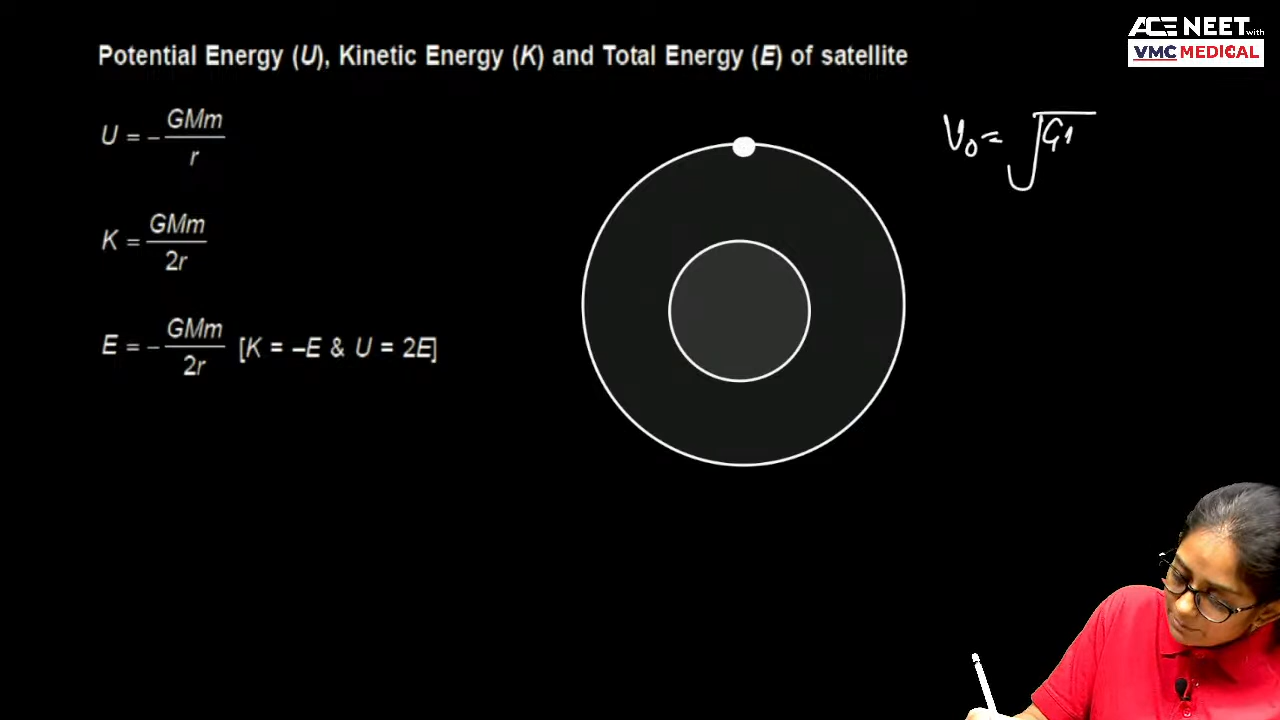 ACE NEET with
VMC MEDICAL
Potential Energy (U), Kinetic Energy (K) and Total Energy (E) of satellite
U = – GMm / r
K = GMm / 2r
E = – GMm / 2r [K = –E & U = 2E]
V₀ = √G